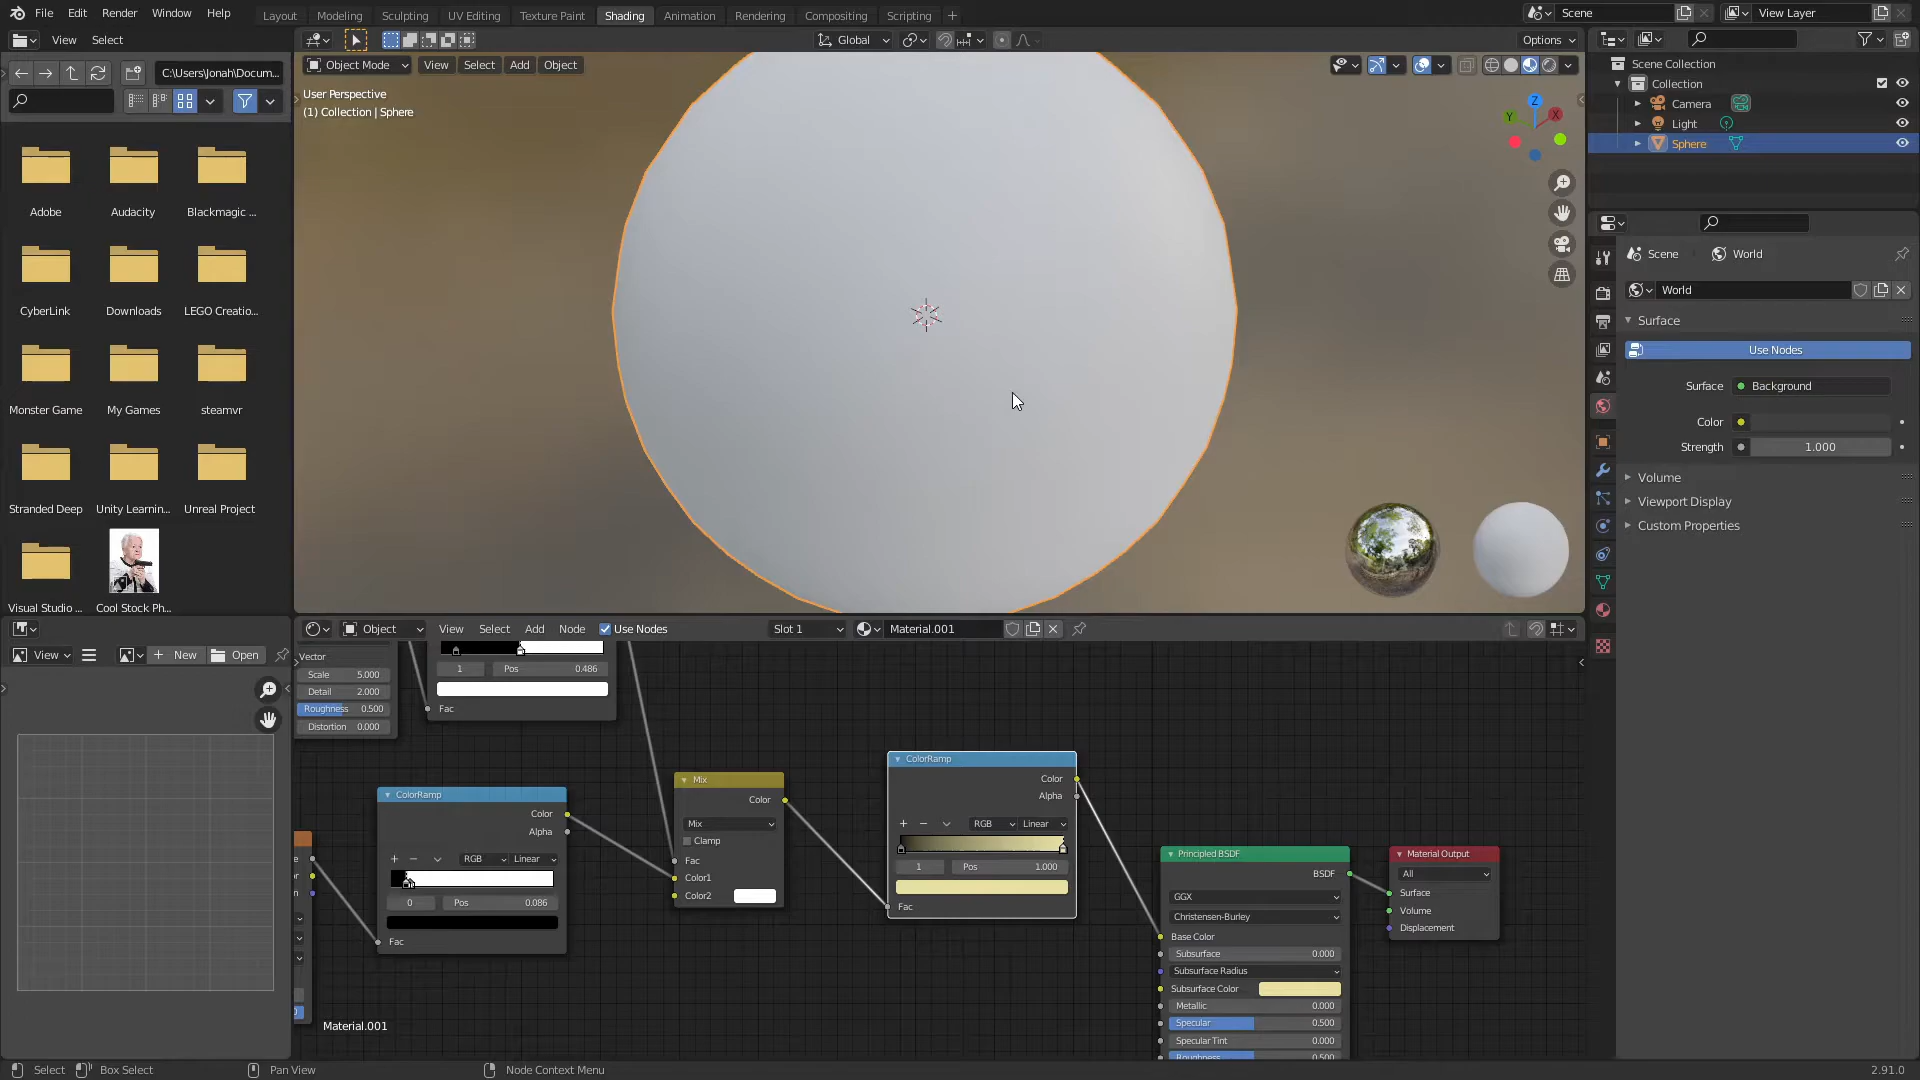 File Edit Render Window Help
Layout Modeling Sculpting UV Editing Texture Paint Shading Animation Rendering Compositing Scripting +
Scene
View Layer
View Select
Global
Options
C:\Users\Jonah\Docum...
Object Mode View Select Add Object
User Perspective
(1) Collection | Sphere
Z
Y
X
Adobe Audacity Blackmagic ...
CyberLink Downloads LEGO Creatio...
Monster Game My Games steamvr
Stranded Deep Unity Learnin... Unreal Project
Visual Studio ... Cool Stock Ph...
Scene Collection
Collection
Camera
Light
Sphere
Scene World
World
Surface
Use Nodes
Surface Background
Color
Strength 1.000
Volume
Viewport Display
Custom Properties
Object View Select Add Node Use Nodes Slot 1 Material.001
View New Open
Vector
Scale 5.000
Detail 2.000
Roughness 0.500
Distortion 0.000
1 Pos 0.486
Fac
ColorRamp
Color
Alpha
RGB Linear
0 Pos 0.086
Fac
Mix
Color
Mix
Clamp
Fac
Color1
Color2
ColorRamp
Color
Alpha
RGB Linear
1 Pos 1.000
Fac
Principled BSDF
BSDF
GGX
Christensen-Burley
Base Color
Subsurface 0.000
Subsurface Radius
Subsurface Color
Metallic 0.000
Specular 0.500
Specular Tint 0.000
Roughness 0.500
Material Output
All
Surface
Volume
Displacement
Material.001
Select Box Select Pan View Node Context Menu 2.91.0